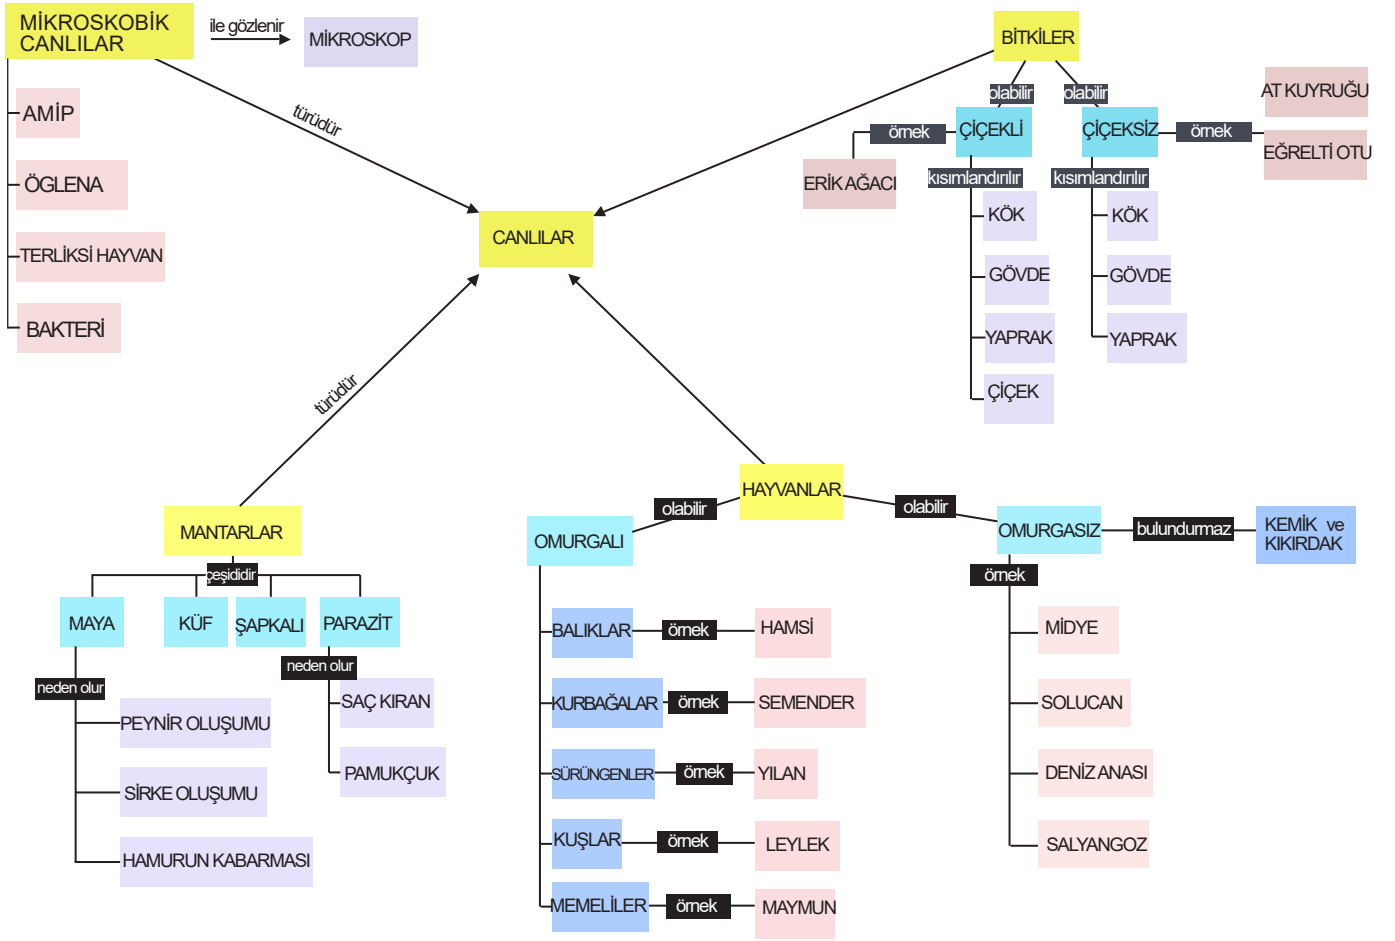 MİKROSKOBİK
CANLILAR
ile gözlenir
MİKROSKOP
AMİP
ÖGLENA
TERLİKSİ HAYVAN
BAKTERİ
türüdür
CANLILAR
BİTKİLER
olabilir
olabilir
ÇİÇEKLİ
örnek
ERİK AĞACI
kısımlandırılır
KÖK
GÖVDE
YAPRAK
ÇİÇEK
ÇİÇEKSİZ
örnek
AT KUYRUĞU
EĞRELTİ OTU
kısımlandırılır
KÖK
GÖVDE
YAPRAK
türüdür
MANTARLAR
çeşididir
MAYA
KÜF
ŞAPKALI
PARAZİT
neden olur
PEYNİR OLUŞUMU
SİRKE OLUŞUMU
HAMURUN KABARMASI
neden olur
SAÇ KIRAN
PAMUKÇUK
HAYVANLAR
olabilir
olabilir
OMURGALI
BALIKLAR
örnek
HAMSİ
KURBAĞALAR
örnek
SEMENDER
SÜRÜNGENLER
örnek
YILAN
KUŞLAR
örnek
LEYLEK
MEMELİLER
örnek
MAYMUN
OMURGASIZ
bulundurmaz
KEMİK ve
KIKIRDAK
örnek
MİDYE
SOLUCAN
DENİZ ANASI
SALYANGOZ